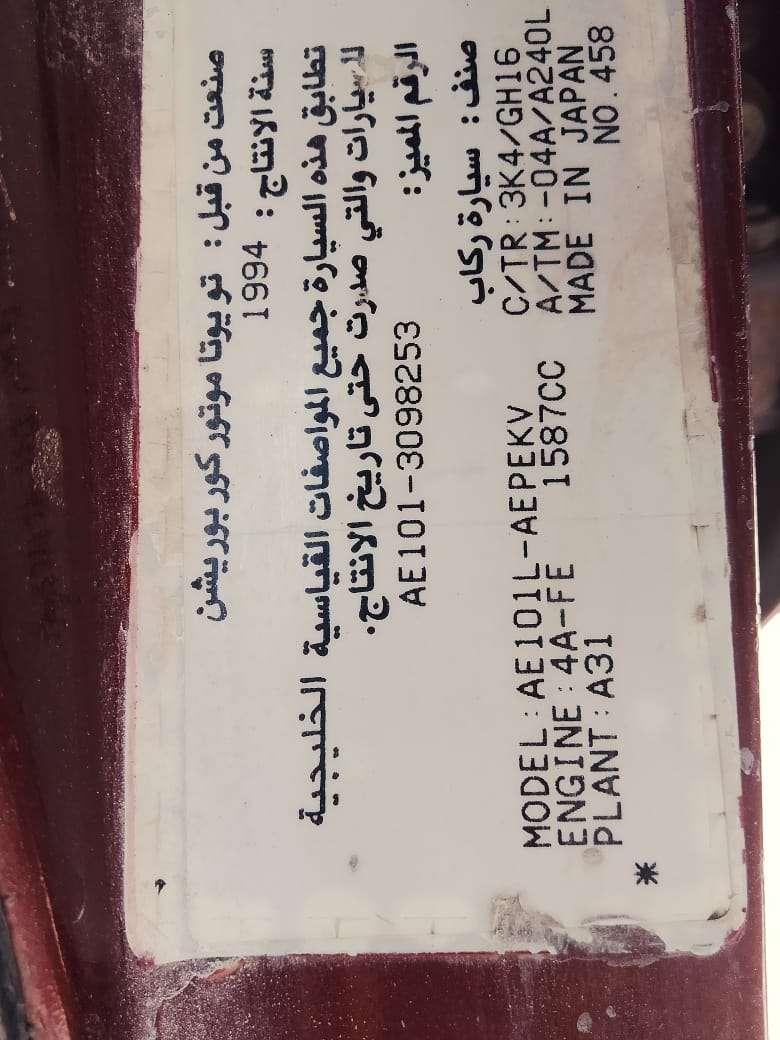 صنعت من قبل : تويوتا موتور كوربوريشن
سنة الانتاج : 1994
تطابق هذه السيارة جميع المواصفات القياسية الخليجية
للسيارات والتي صدرت حتى تاريخ الانتاج.
الرقم المميز: AE101-3098253
صنف : سيارة ركاب
MODEL:AE101L-AEPEKV C/TR:3K4/GH16
ENGINE:4A-FE 1587CC A/TM:-04A/A240L
PLANT:A31 MADE IN JAPAN
* NO.458